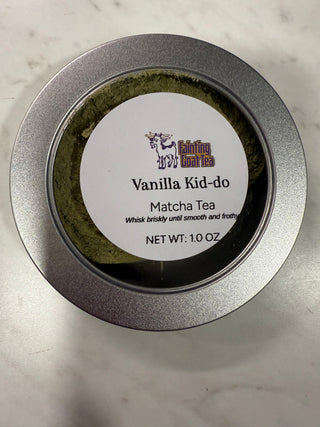 Fainting
Goat Tea
Vanilla Kid-do
Matcha Tea
Whisk briskly until smooth and frothy
NET WT: 1.0 OZ